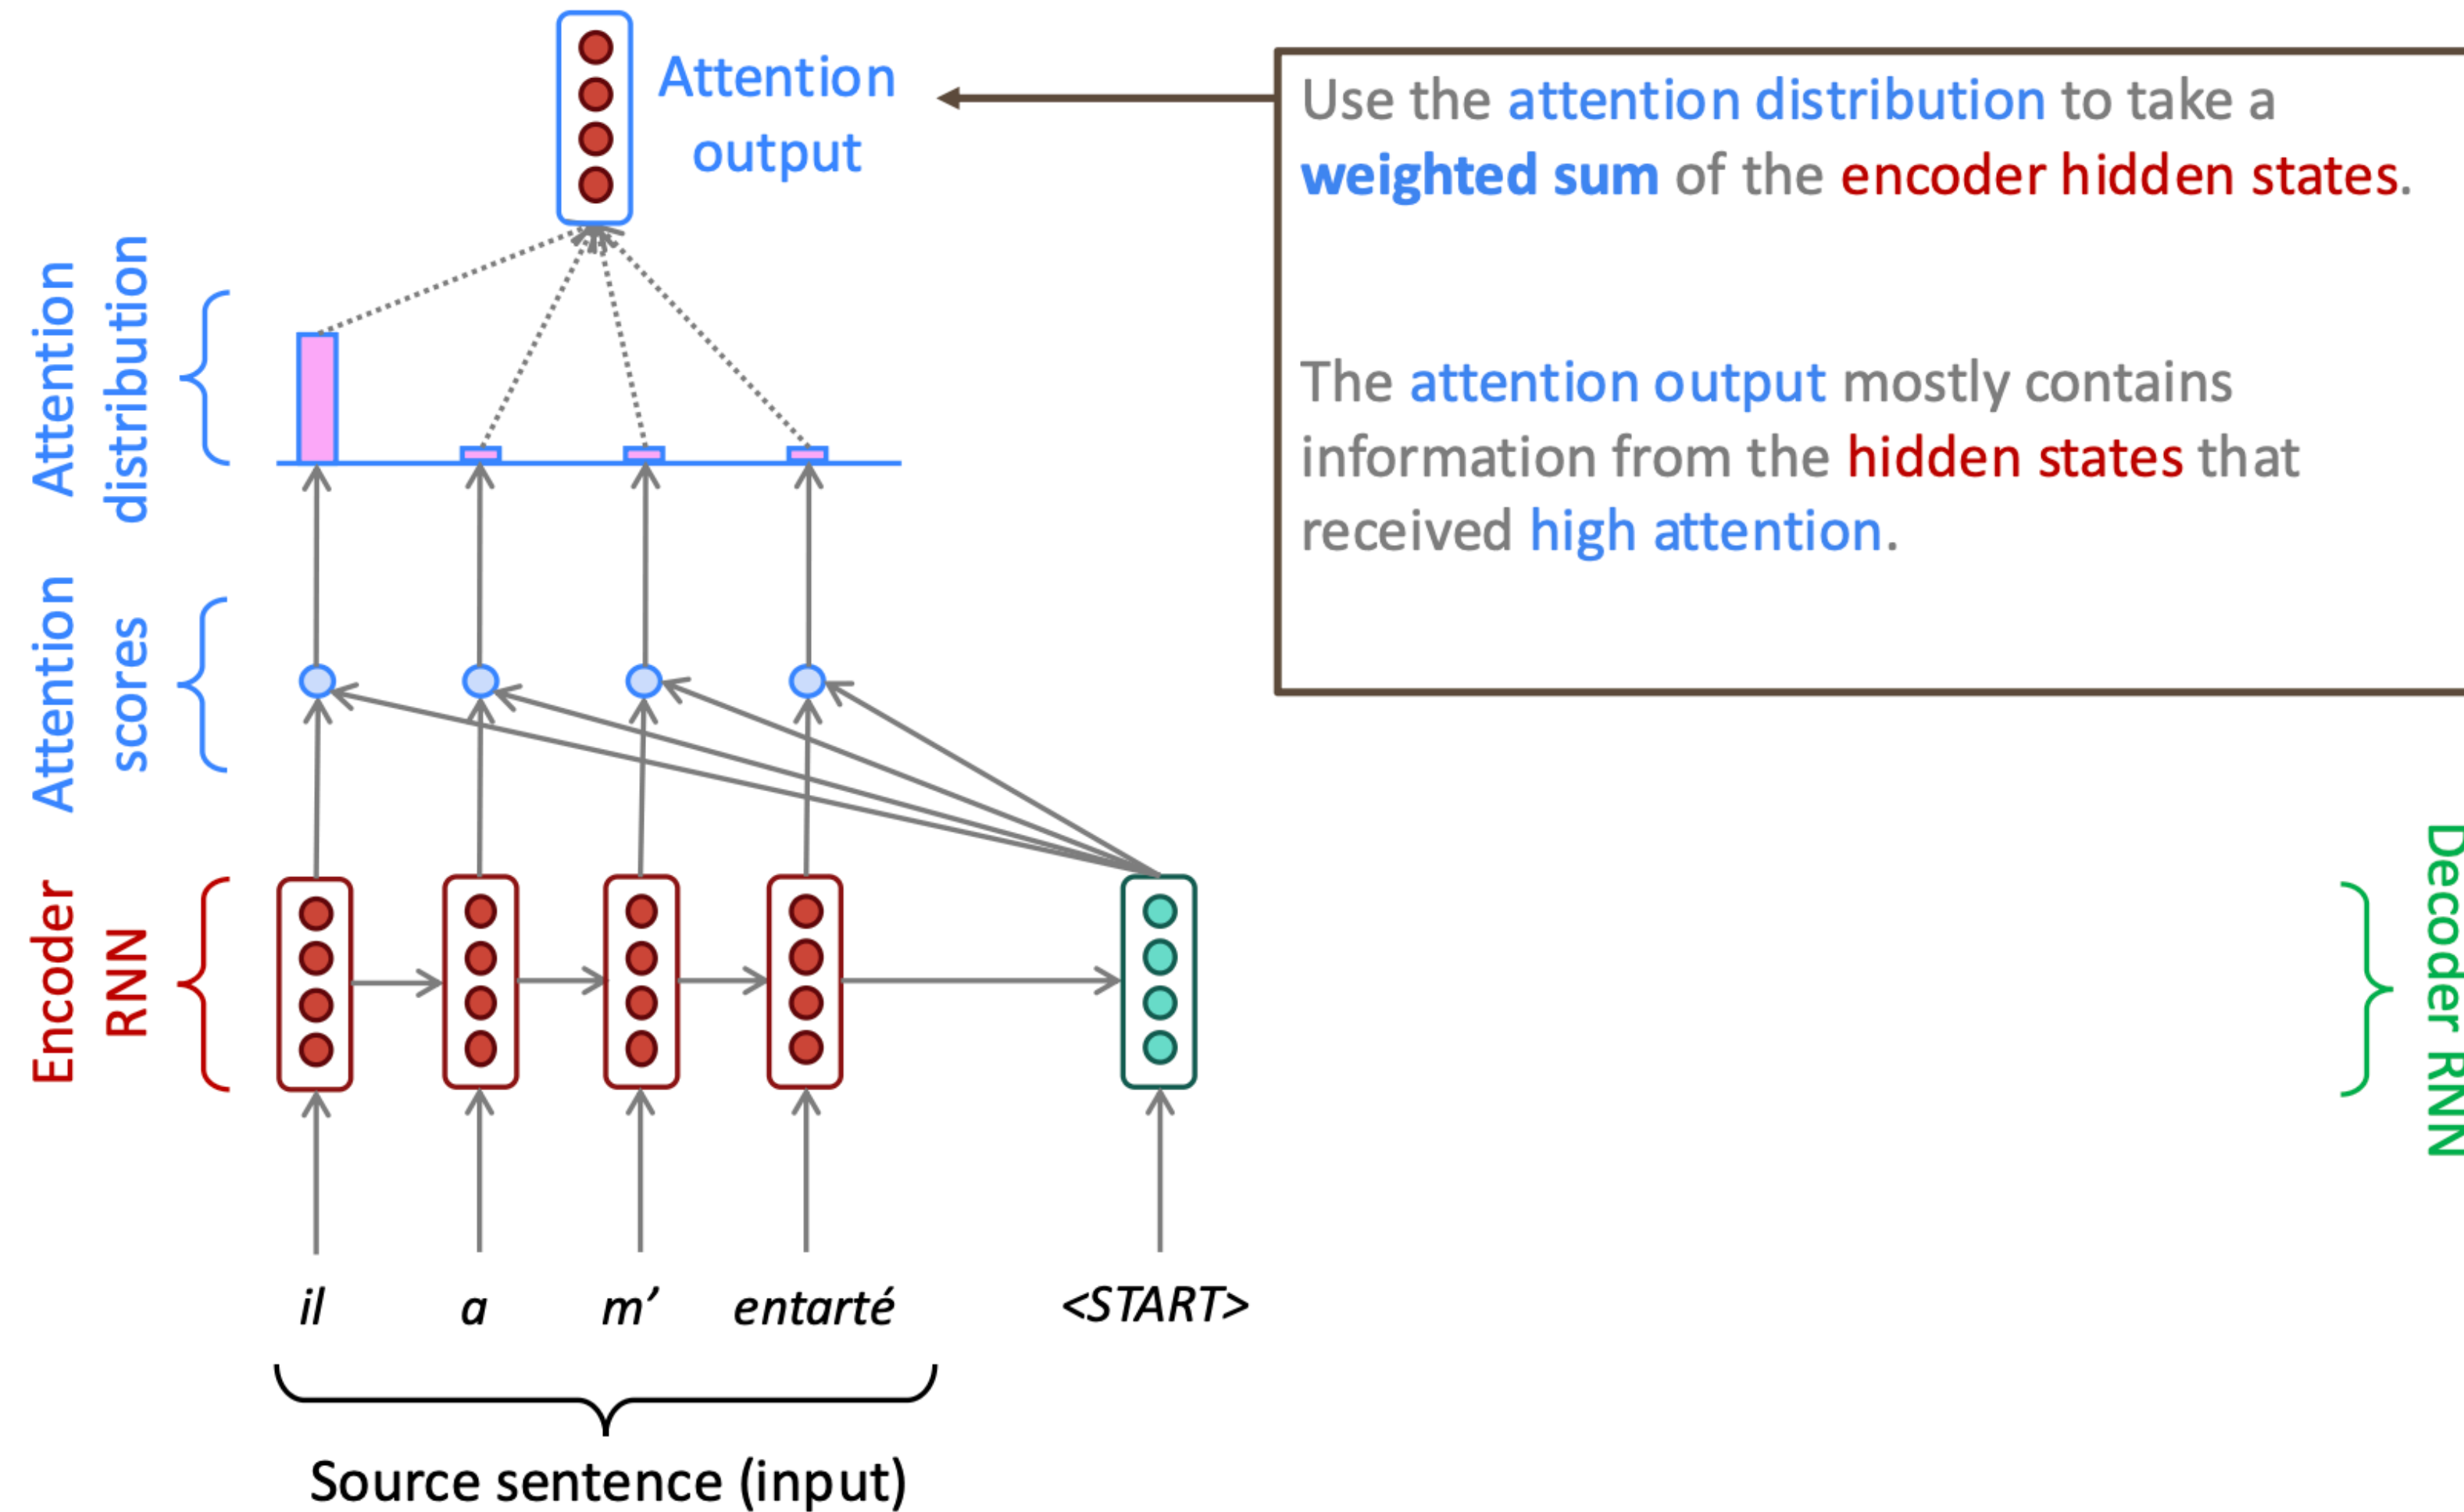 Attention
output
Use the attention distribution to take a
weighted sum of the encoder hidden states.
The attention output mostly contains
information from the hidden states that
received high attention.
Attention
distribution
Attention
scores
Encoder
RNN
Decoder RNN
il a m’ entarté <START>
Source sentence (input)